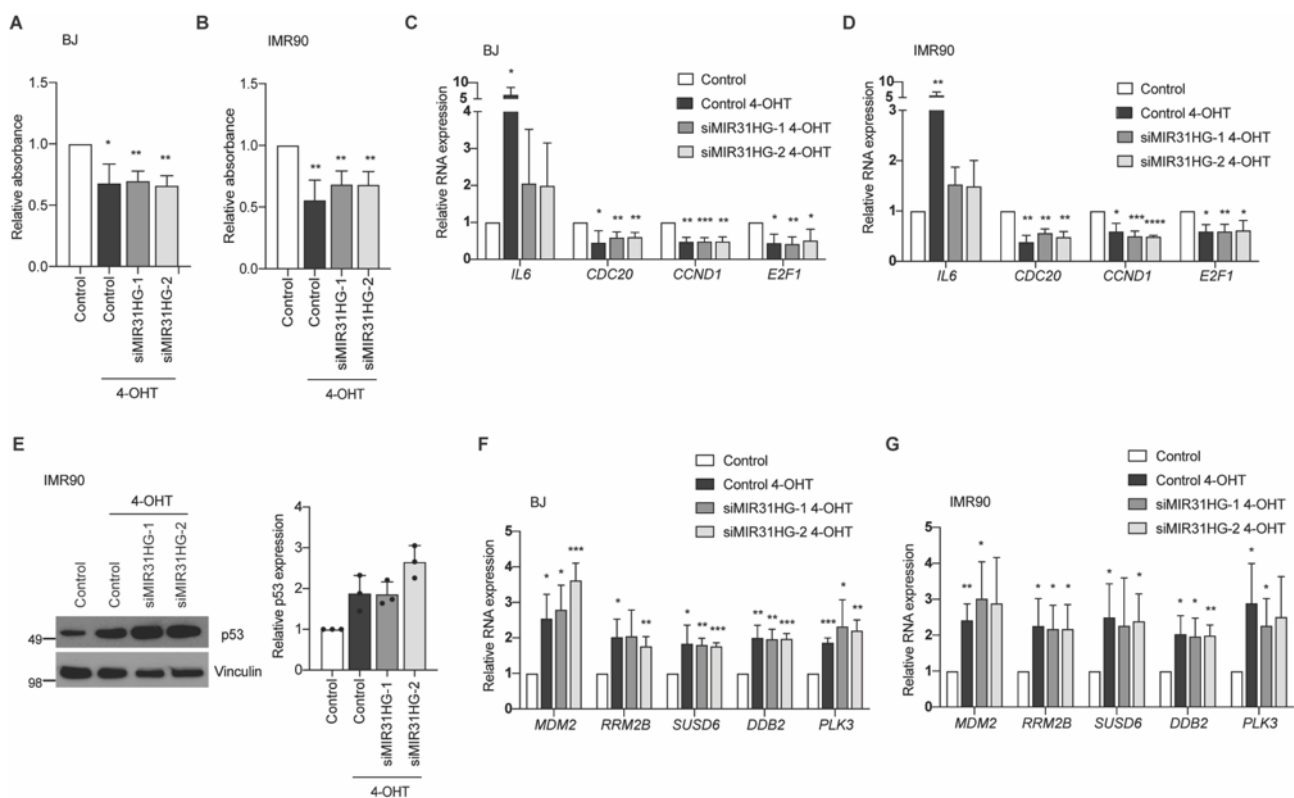 A
BJ
Relative absorbance
1.5
1.0
0.5
0.0
*
**
**
Control
Control
siMIR31HG-1
siMIR31HG-2
4-OHT
B
IMR90
Relative absorbance
1.5
1.0
0.5
0.0
**
**
**
Control
Control
siMIR31HG-1
siMIR31HG-2
4-OHT
C
BJ
Relative RNA expression
10
5
4
3
2
1
0
*
* ** **
** *** **
* ** *
IL6 CDC20 CCND1 E2F1
Control
Control 4-OHT
siMIR31HG-1 4-OHT
siMIR31HG-2 4-OHT
D
IMR90
Relative RNA expression
10
5
3
2
1
0
**
** ** **
* *** ****
* ** *
IL6 CDC20 CCND1 E2F1
Control
Control 4-OHT
siMIR31HG-1 4-OHT
siMIR31HG-2 4-OHT
E
IMR90
4-OHT
Control
Control
siMIR31HG-1
siMIR31HG-2
49
p53
98
Vinculin
Relative p53 expression
4
3
2
1
0
Control
Control
siMIR31HG-1
siMIR31HG-2
4-OHT
F
BJ
Control
Control 4-OHT
siMIR31HG-1 4-OHT
siMIR31HG-2 4-OHT
Relative RNA expression
5
4
3
2
1
0
* * ***
* **
* ** ***
** ** ***
*** * **
MDM2 RRM2B SUSD6 DDB2 PLK3
G
IMR90
Control
Control 4-OHT
siMIR31HG-1 4-OHT
siMIR31HG-2 4-OHT
Relative RNA expression
5
4
3
2
1
0
** *
* * *
* *
* * **
* *
MDM2 RRM2B SUSD6 DDB2 PLK3